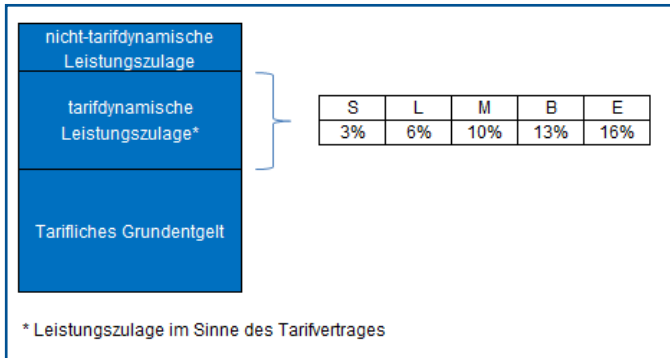 nicht-tarifdynamische
Leistungszulage
tarifdynamische
Leistungszulage*
S L M B E
3% 6% 10% 13% 16%
Tarifliches Grundentgelt
* Leistungszulage im Sinne des Tarifvertrages